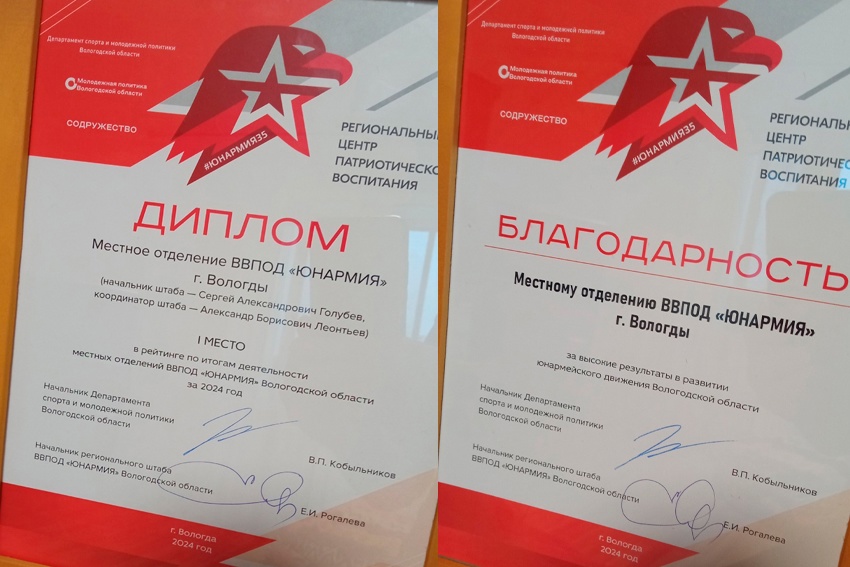 Департамент спорта и молодежной политики
Вологодской области
Молодежная политика
Вологодской области
СОДРУЖЕСТВО
#ЮНАРМИЯ35
РЕГИОНАЛЬНЫЙ
ЦЕНТР
ПАТРИОТИЧЕСКО
ВОСПИТАНИЯ
ДИПЛОМ
Местное отделение ВВПОД «ЮНАРМИЯ»
г. Вологды
(начальник штаба — Сергей Александрович Голубев,
координатор штаба — Александр Борисович Леонтьев)
I МЕСТО
в рейтинге по итогам деятельности
местных отделений ВВПОД «ЮНАРМИЯ» Вологодской области
за 2024 год
Начальник Департамента
спорта и молодежной политики
Вологодской области
В.П. Кобыльников
Начальник регионального штаба
ВВПОД «ЮНАРМИЯ» Вологодской области
Е.И. Рогалева
г. Вологда
2024 год
Департамент спорта и молодежной политики
Вологодской области
Молодежная политика
Вологодской области
СОДРУЖЕСТВО
#ЮНАРМИЯ35
РЕГИОНАЛЬН
ЦЕНТР
ПАТРИОТИЧЕС
ВОСПИТАНИЯ
БЛАГОДАРНОСТЬ
Местному отделению ВВПОД «ЮНАРМИЯ»
г. Вологды
за высокие результаты в развитии
юнармейского движения Вологодской области
Начальник Департамента
спорта и молодежной политики
Вологодской области
В.П. Кобыльников
Начальник регионального штаба
ВВПОД «ЮНАРМИЯ» Вологодской области
Е.И. Рогалева
г. Вологда
2024 год